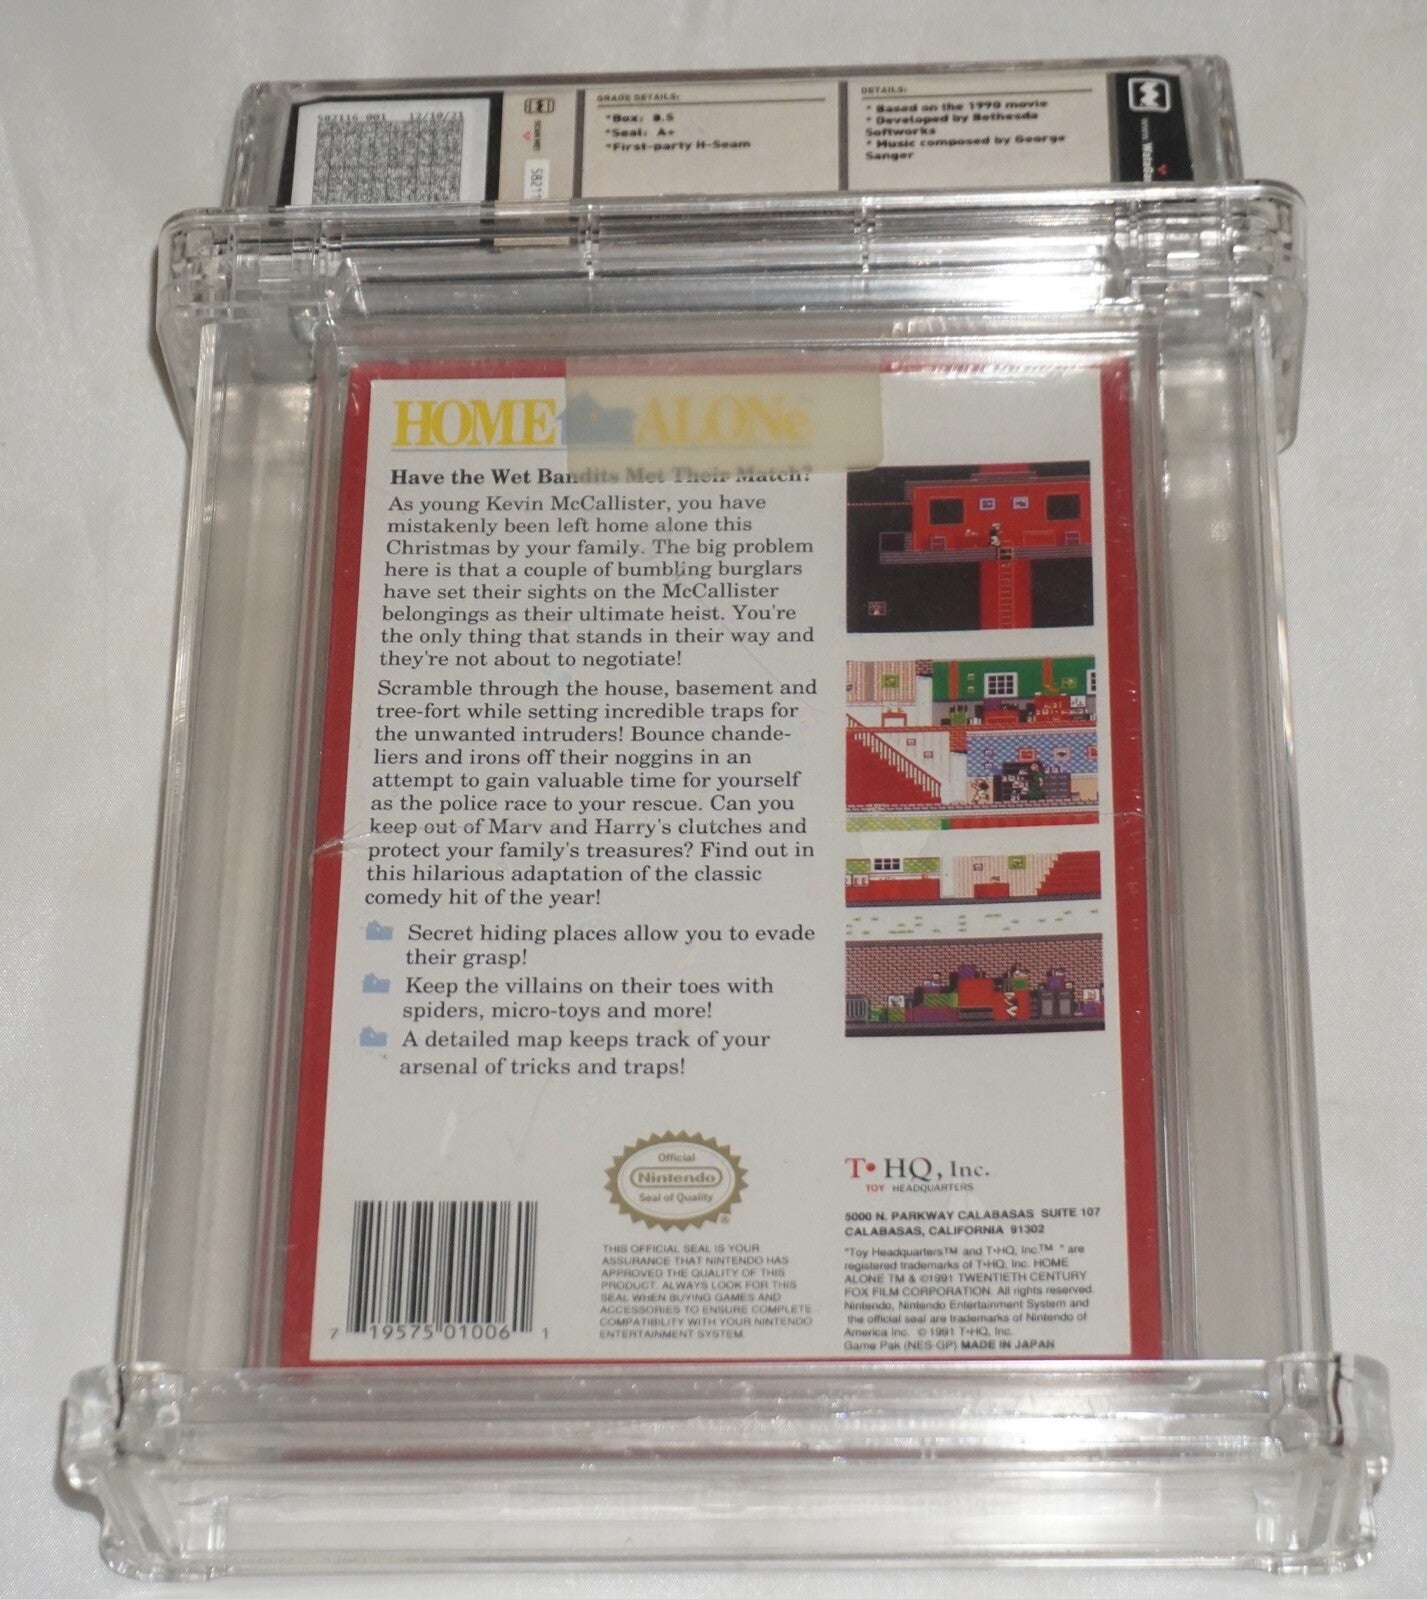 582116 001 12/10/21
SCAN ME!
GRADE DETAILS:
*Box: 8.5
*Seal: A+
*First-party H-Seam
DETAILS:
* Based on the 1990 movie
* Developed by Bethesda
Softworks
* Music composed by George
Sanger
HOME ALONe
Have the Wet Bandits Met Their Match?
As young Kevin McCallister, you have
mistakenly been left home alone this
Christmas by your family. The big problem
here is that a couple of bumbling burglars
have set their sights on the McCallister
belongings as their ultimate heist. You're
the only thing that stands in their way and
they're not about to negotiate!
Scramble through the house, basement and
tree-fort while setting incredible traps for
the unwanted intruders! Bounce chande-
liers and irons off their noggins in an
attempt to gain valuable time for yourself
as the police race to your rescue. Can you
keep out of Marv and Harry's clutches and
protect your family's treasures? Find out in
this hilarious adaptation of the classic
comedy hit of the year!
Secret hiding places allow you to evade
their grasp!
Keep the villains on their toes with
spiders, micro-toys and more!
A detailed map keeps track of your
arsenal of tricks and traps!
7 19575 01006 1
Official
Nintendo
Seal of Quality
®
THIS OFFICIAL SEAL IS YOUR
ASSURANCE THAT NINTENDO HAS
APPROVED THE QUALITY OF THIS
PRODUCT. ALWAYS LOOK FOR THIS
SEAL WHEN BUYING GAMES AND
ACCESSORIES TO ENSURE COMPLETE
COMPATIBILITY WITH YOUR NINTENDO
ENTERTAINMENT SYSTEM.
T•HQ, Inc.
TOY HEADQUARTERS
5000 N. PARKWAY CALABASAS SUITE 107
CALABASAS, CALIFORNIA 91302
"Toy Headquarters™ and T•HQ, Inc.™ " are
registered trademarks of T•HQ, Inc. HOME
ALONE TM & ©1991 TWENTIETH CENTURY
FOX FILM CORPORATION. All rights reserved.
Nintendo, Nintendo Entertainment System and
the official seal are trademarks of Nintendo of
America Inc. ©1991 T•HQ, Inc.
Game Pak (NES-GP) MADE IN JAPAN